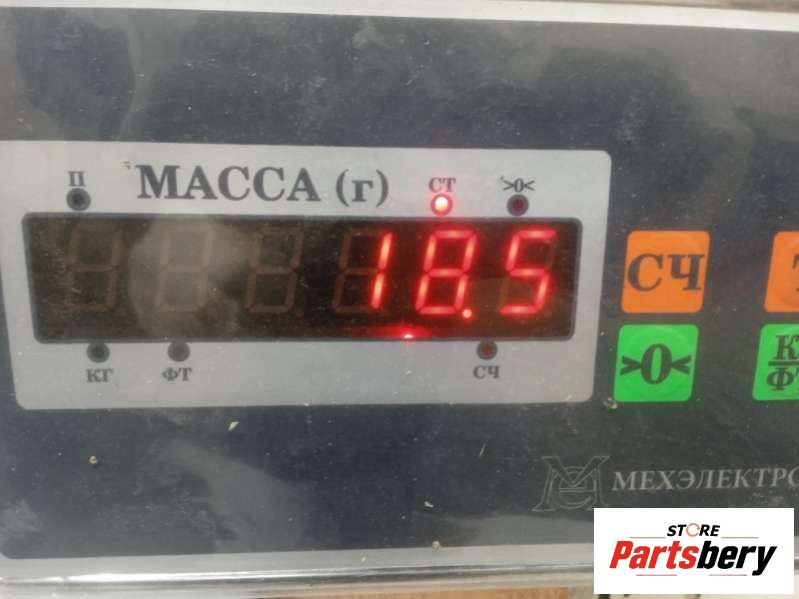 П МАССА (г) СТ >0<
18.5
КГ ФТ СЧ
СЧ
>0<
МЕХЭЛЕКТРО
STORE
Partsbery